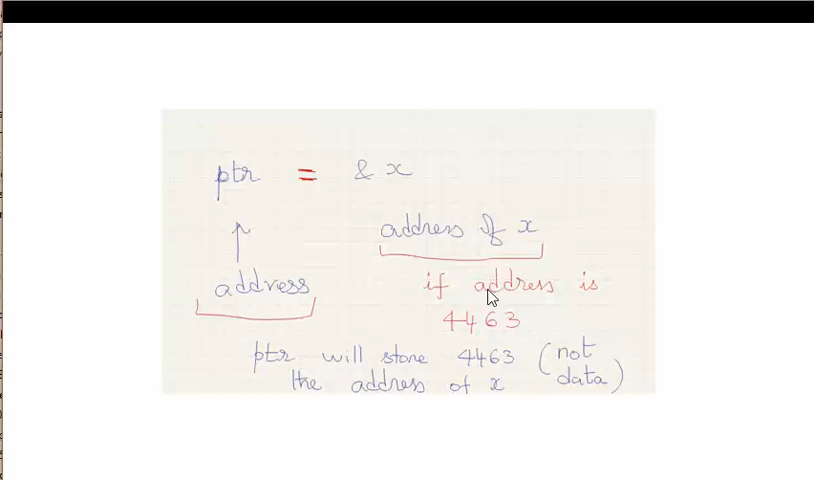 ptr = & x
address of x
address
if address is
4463
ptr will store 4463 (not
the address of x data)